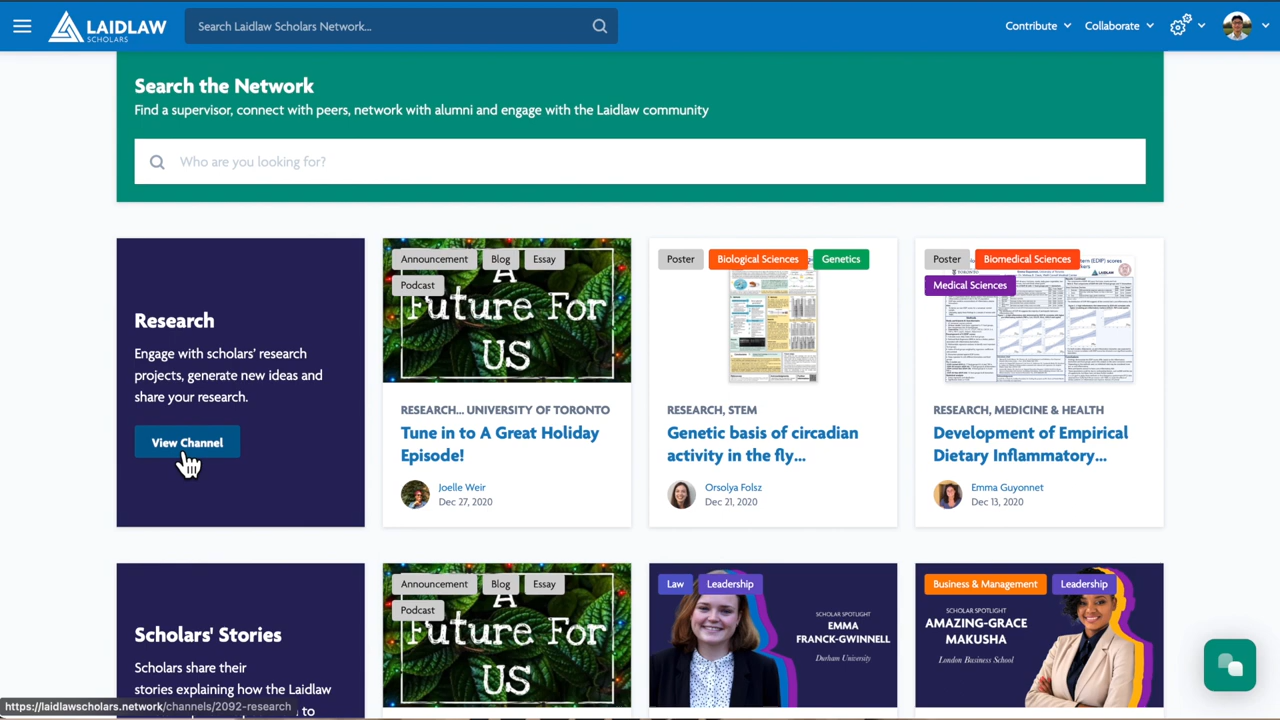 LAIDLAW
SCHOLARS
Search Laidlaw Scholars Network...
Contribute
Collaborate
Search the Network
Find a supervisor, connect with peers, network with alumni and engage with the Laidlaw community
Who are you looking for?
Research
Engage with scholars' research
projects, generate new ideas and
share your research.
View Channel
Announcement
Blog
Essay
Podcast
A
Future For
US
RESEARCH... UNIVERSITY OF TORONTO
Tune in to A Great Holiday
Episode!
Joelle Weir
Dec 27, 2020
Poster
Biological Sciences
Genetics
RESEARCH, STEM
Genetic basis of circadian
activity in the fly...
Orsolya Folsz
Dec 21, 2020
Poster
Biomedical Sciences
Medical Sciences
RESEARCH, MEDICINE & HEALTH
Development of Empirical
Dietary Inflammatory...
Emma Guyonnet
Dec 13, 2020
Scholars' Stories
Scholars share their
stories explaining how the Laidlaw
to
Announcement
Blog
Essay
Podcast
A
Future For
US
Law
Leadership
SCHOLAR SPOTLIGHT
EMMA
FRANCK-GWINNELL
Durham University
Business & Management
Leadership
SCHOLAR SPOTLIGHT
AMAZING-GRACE
MAKUSHA
London Business School
https://laidlawscholars.network/channels/2092-research